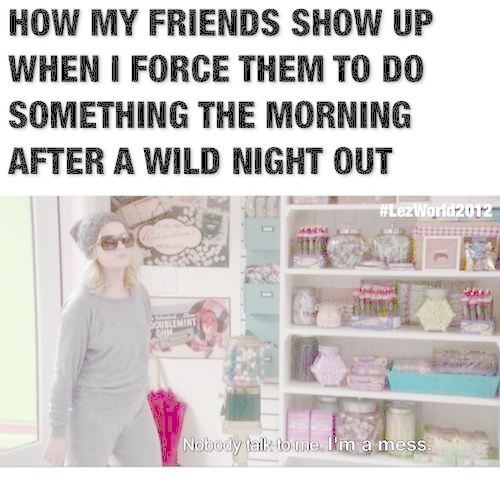 HOW MY FRIENDS SHOW UP
WHEN I FORCE THEM TO DO
SOMETHING THE MORNING
AFTER A WILD NIGHT OUT
#LezWorld2012
DOUBLEMINT
GUM
Nobody talk to me. I'm a mess.